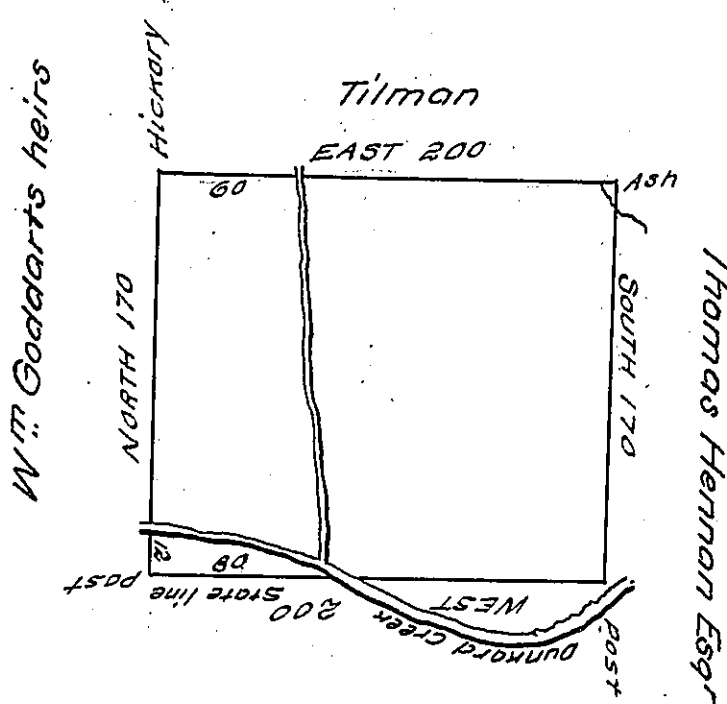 Tilman
Hickory
EAST 200
60
Ash
Wm Goddarts heirs
NORTH 170
SOUTH 170
Thomas Hennan Esqr
12
80
Post
State line
200
WEST
Dunkard Creek
Post